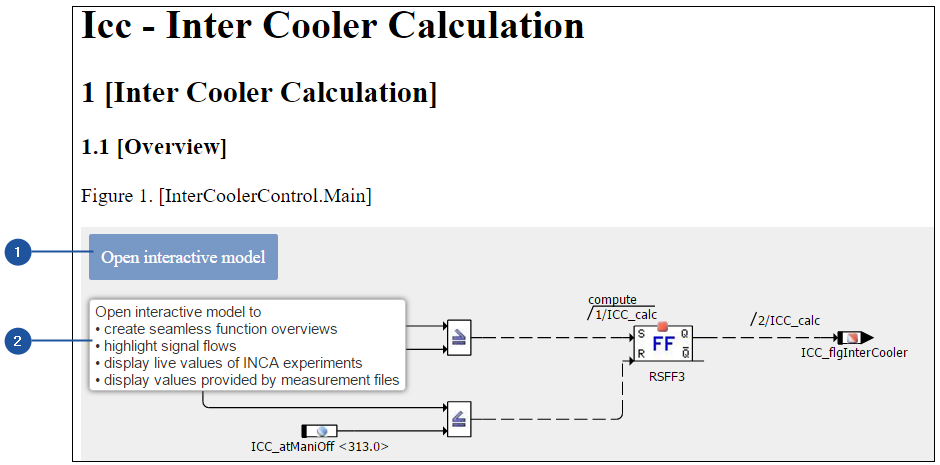 Icc - Inter Cooler Calculation
1 [Inter Cooler Calculation]
1.1 [Overview]
Figure 1. [InterCoolerControl.Main]
1
Open interactive model
2
Open interactive model to
• create seamless function overviews
• highlight signal flows
• display live values of INCA experiments
• display values provided by measurement files
≥
compute
/1/ICC_calc
S Q
FF
R Q̅
RSFF3
/2/ICC_calc
ICC_flgInterCooler
≤
ICC_atManiOff <313.0>